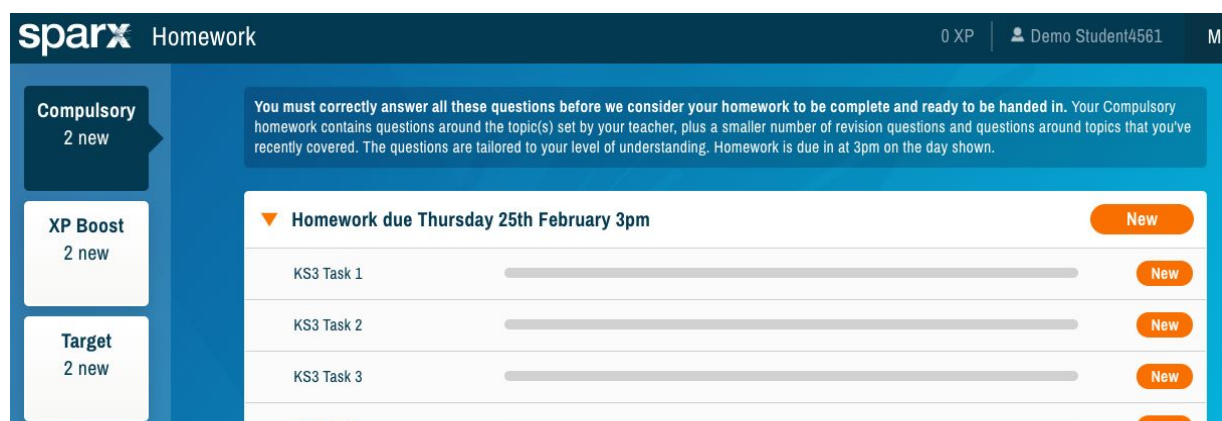 sparx Homework 0 XP Demo Student4561 M
Compulsory
2 new
You must correctly answer all these questions before we consider your homework to be complete and ready to be handed in. Your Compulsory
homework contains questions around the topic(s) set by your teacher, plus a smaller number of revision questions and questions around topics that you've
recently covered. The questions are tailored to your level of understanding. Homework is due in at 3pm on the day shown.
XP Boost
2 new
Homework due Thursday 25th February 3pm New
KS3 Task 1 New
KS3 Task 2 New
Target
2 new
KS3 Task 3 New